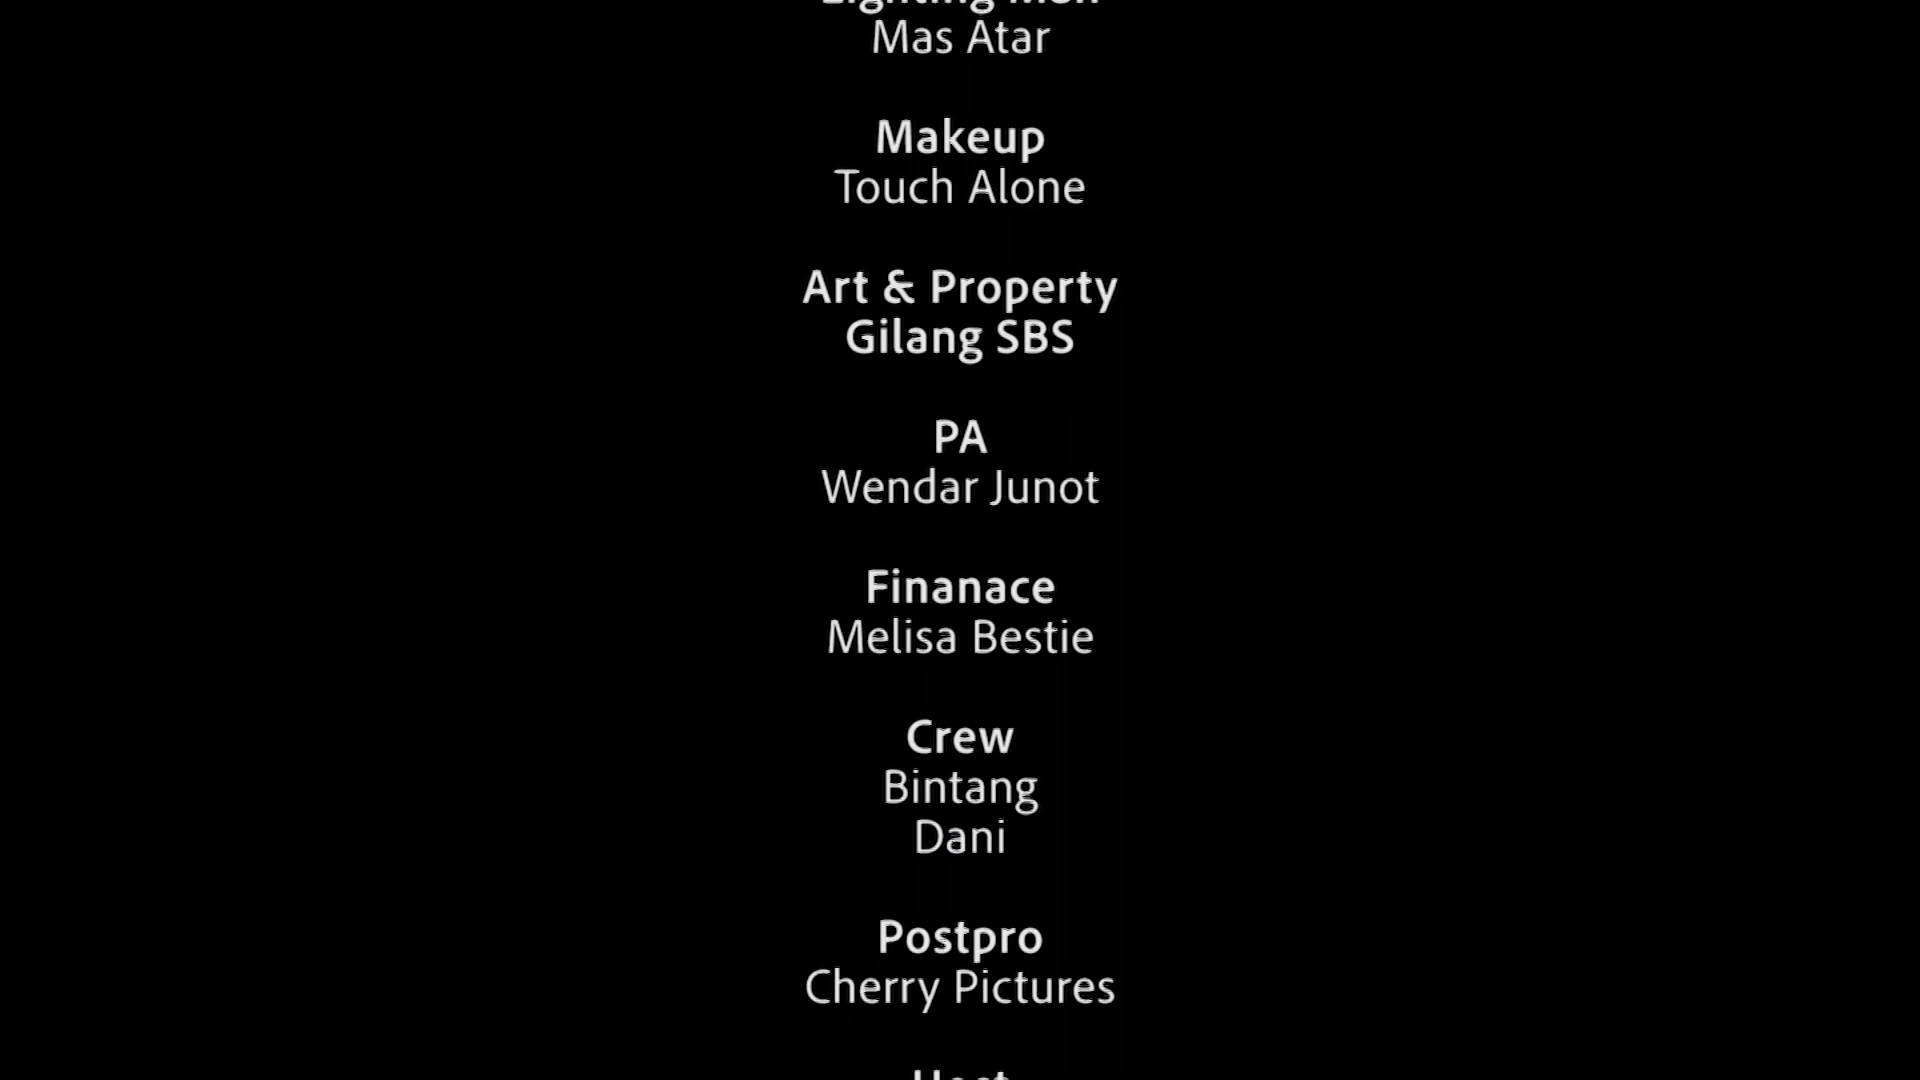 Mas Atar
Makeup
Touch Alone
Art & Property
Gilang SBS
PA
Wendar Junot
Finanace
Melisa Bestie
Crew
Bintang
Dani
Postpro
Cherry Pictures